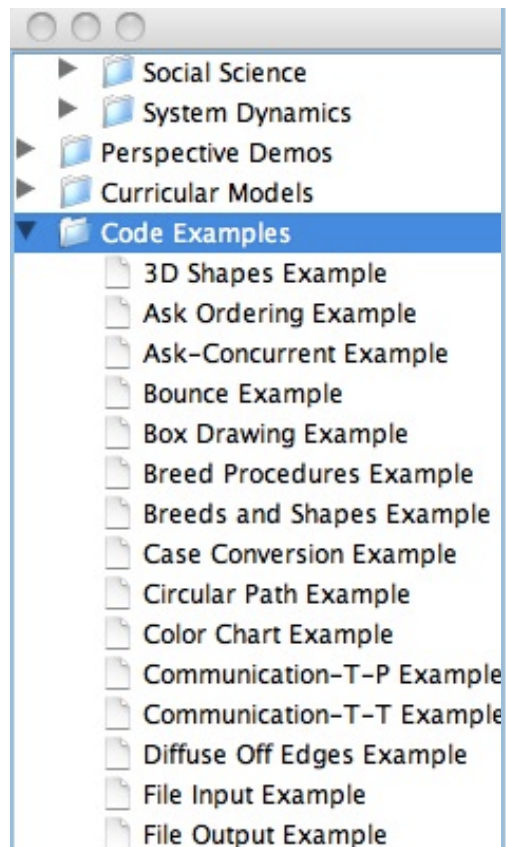 Social Science
System Dynamics
Perspective Demos
Curricular Models
Code Examples
3D Shapes Example
Ask Ordering Example
Ask-Concurrent Example
Bounce Example
Box Drawing Example
Breed Procedures Example
Breeds and Shapes Example
Case Conversion Example
Circular Path Example
Color Chart Example
Communication-T-P Example
Communication-T-T Example
Diffuse Off Edges Example
File Input Example
File Output Example